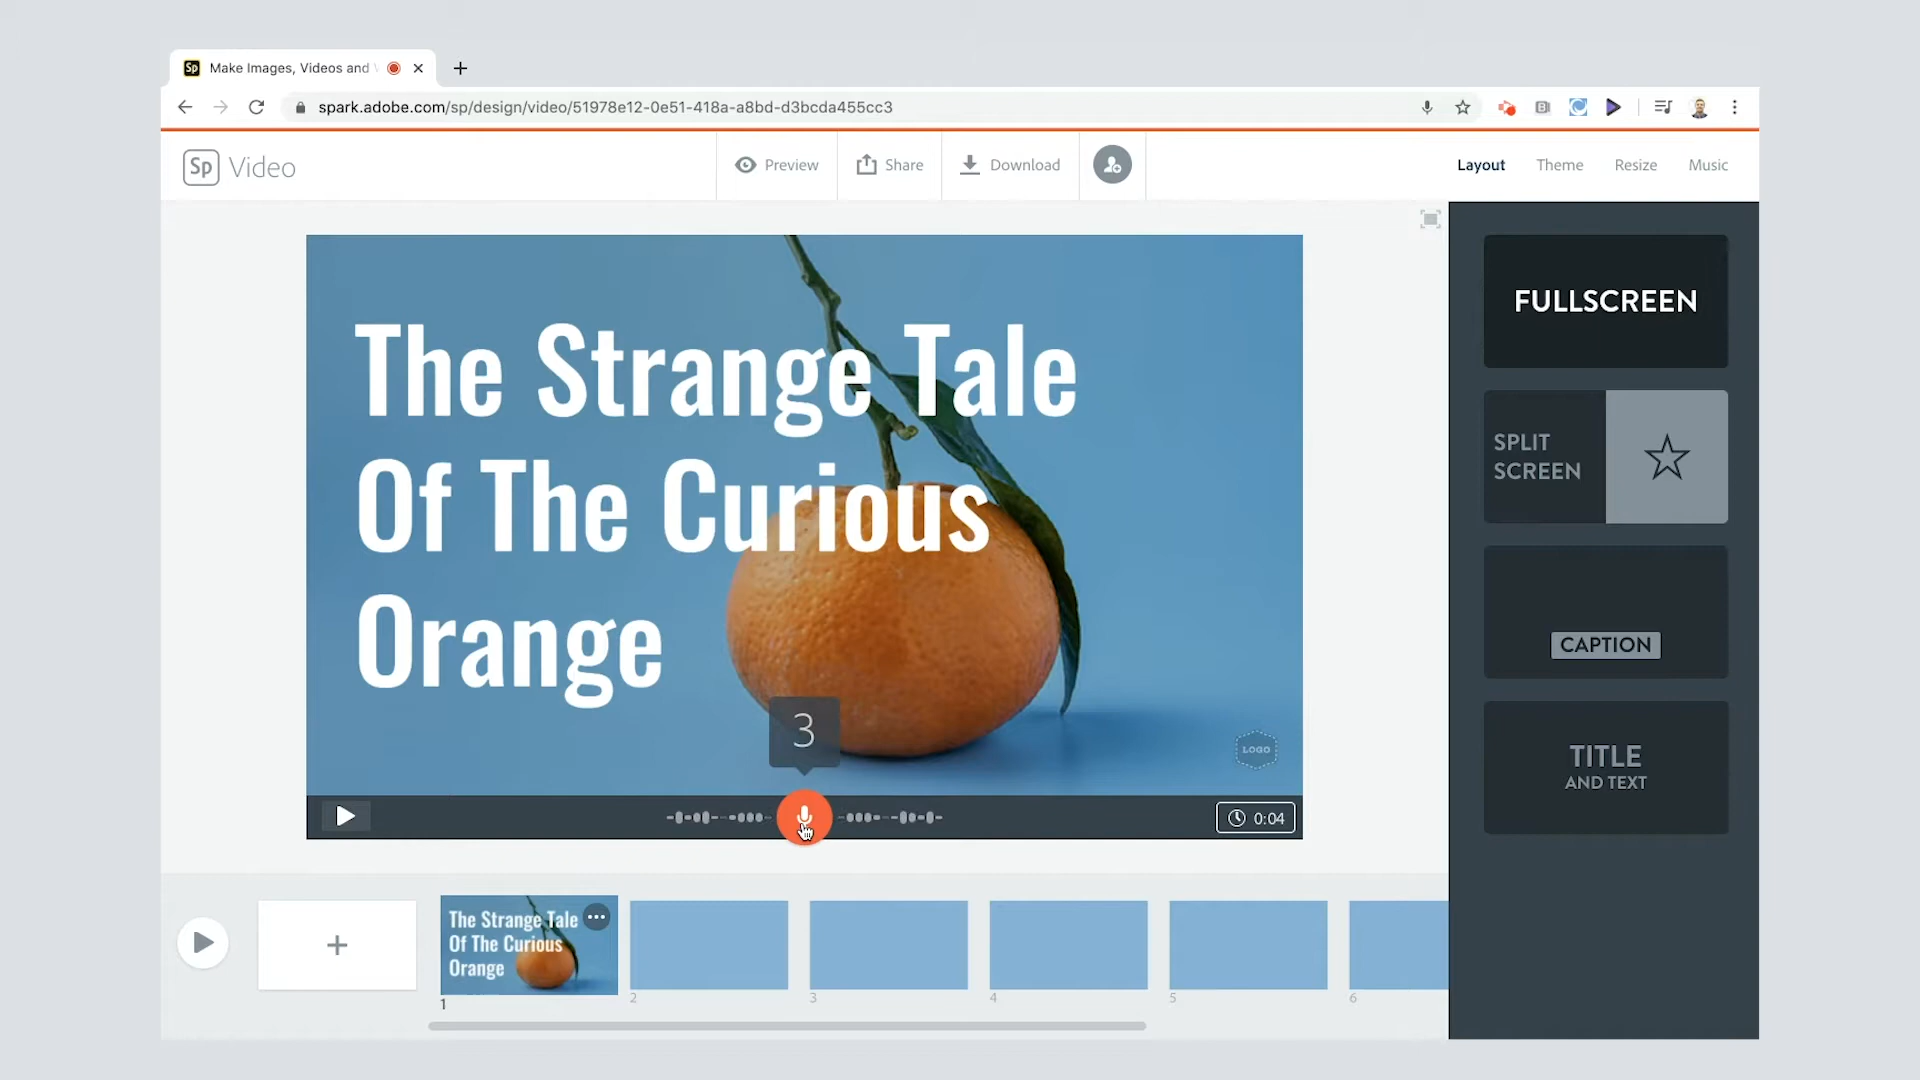 Sp Make Images, Videos and
spark.adobe.com/sp/design/video/51978e12-0e51-418a-a8bd-d3bcda455cc3
Sp Video
Preview
Share
Download
Layout
Theme
Resize
Music
The Strange Tale
Of The Curious
Orange
3
LOGO
0:04
FULLSCREEN
SPLIT
SCREEN
CAPTION
TITLE
AND TEXT
+
The Strange Tale
Of The Curious
Orange
1
2
3
4
5
6